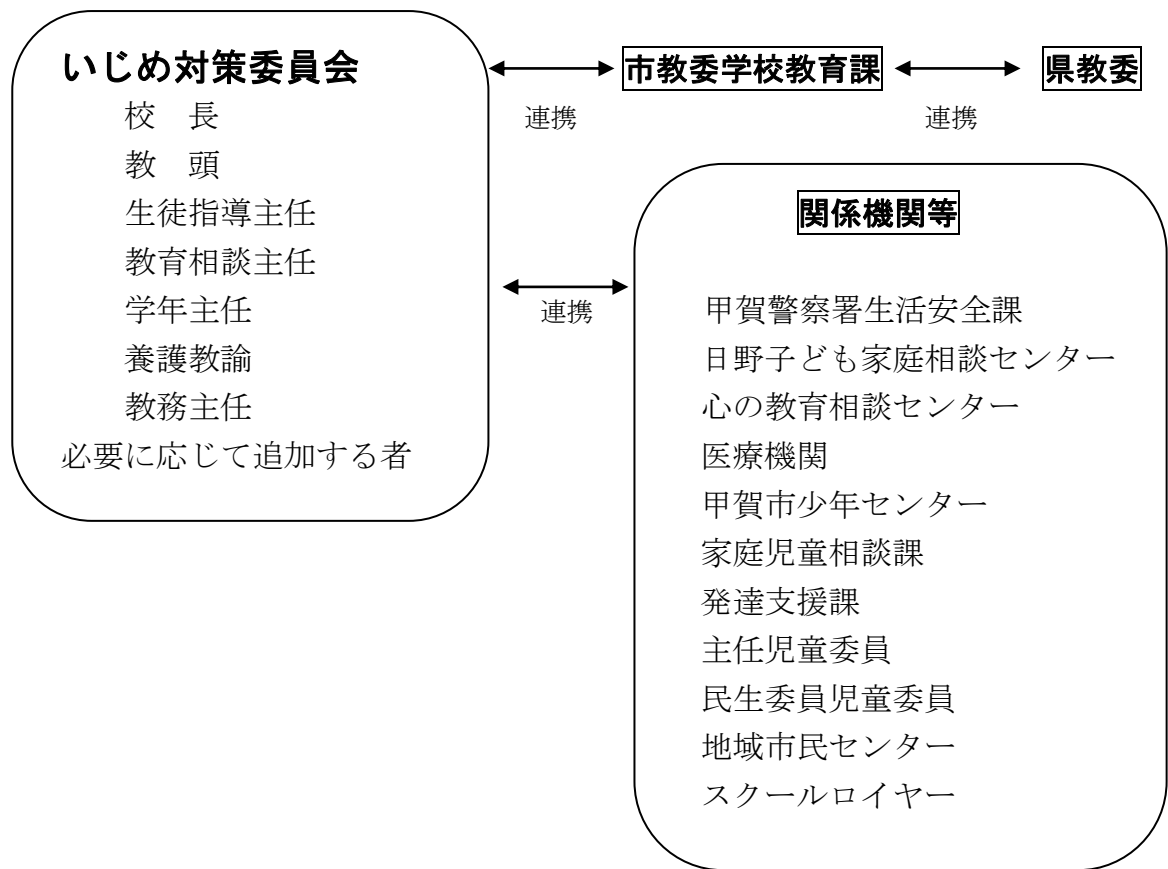 いじめ対策委員会
校　長
教　頭
生徒指導主任
教育相談主任
学年主任
養護教諭
教務主任
必要に応じて追加する者
連携
市教委学校教育課
連携
県教委
連携
関係機関等
甲賀警察署生活安全課
日野子ども家庭相談センター
心の教育相談センター
医療機関
甲賀市少年センター
家庭児童相談課
発達支援課
主任児童委員
民生委員児童委員
地域市民センター
スクールロイヤー